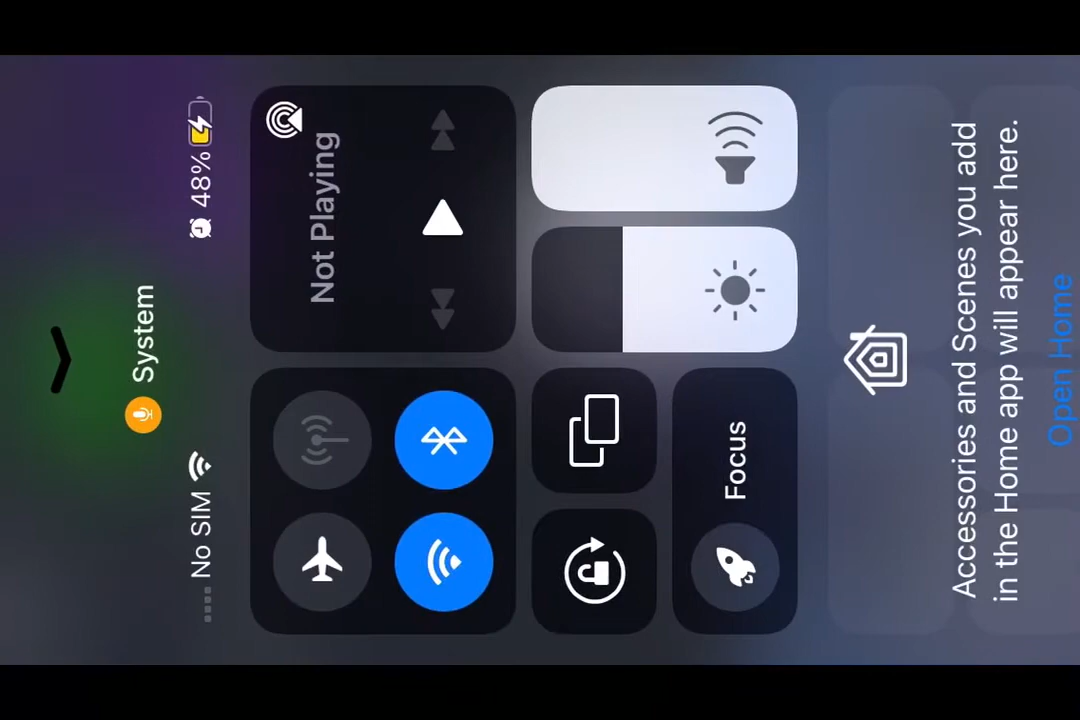 System
No SIM
48%
Not Playing
Focus
Accessories and Scenes you add
in the Home app will appear here.
Open Home